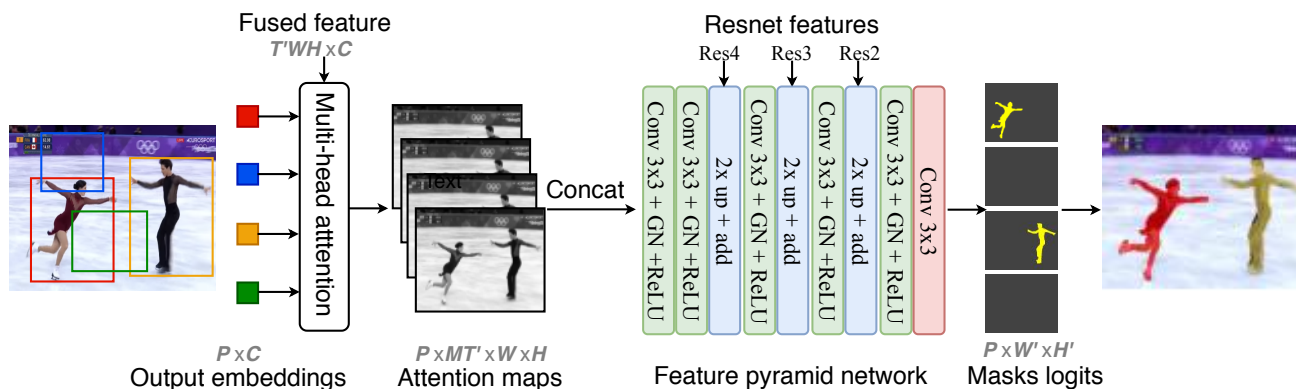 Fused feature
T'WH x C
Resnet features
Res4
Res3
Res2
Multi-head atttention
Text
Concat
Conv 3x3 + GN +ReLU
Conv 3x3 + GN +ReLU
2x up + add
Conv 3x3 + GN + ReLU
2x up + add
Conv 3x3 + GN +ReLU
2x up + add
Conv 3x3 + GN + ReLU
Conv 3x3
P x C
Output embeddings
P x MT' x W x H
Attention maps
Feature pyramid network
P x W' x H'
Masks logits